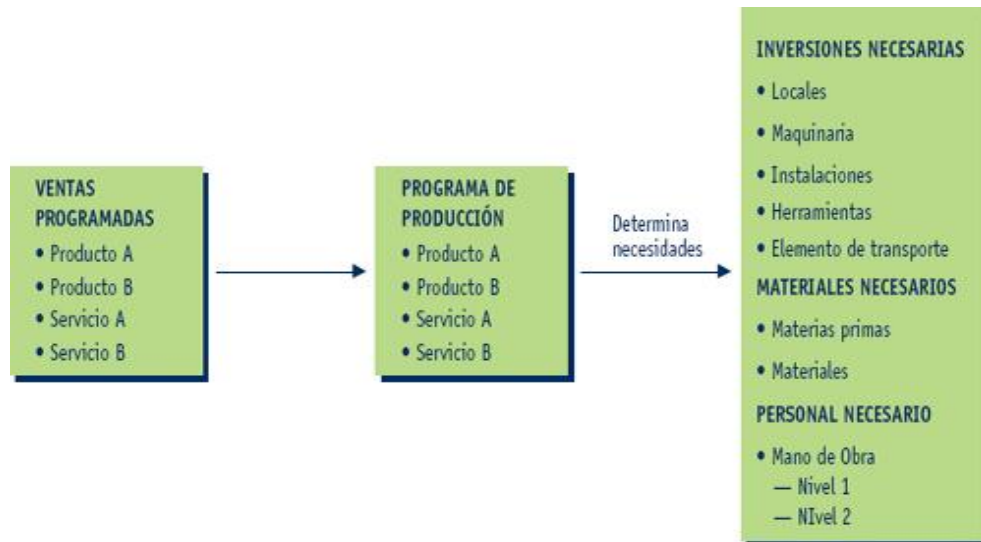 VENTAS
PROGRAMADAS
• Producto A
• Producto B
• Servicio A
• Servicio B
PROGRAMA DE
PRODUCCIÓN
• Producto A
• Producto B
• Servicio A
• Servicio B
Determina
necesidades
INVERSIONES NECESARIAS
• Locales
• Maquinaria
• Instalaciones
• Herramientas
• Elemento de transporte
MATERIALES NECESARIOS
• Materias primas
• Materiales
PERSONAL NECESARIO
• Mano de Obra
— Nivel 1
— NIvel 2